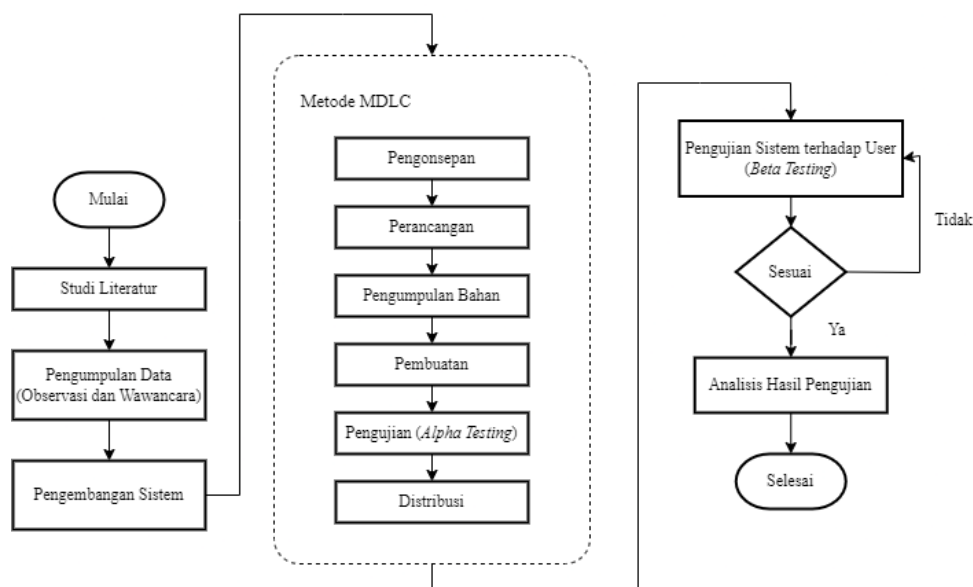 Mulai
Studi Literatur
Pengumpulan Data
(Observasi dan Wawancara)
Pengembangan Sistem
Metode MDLC
Pengonsepan
Perancangan
Pengumpulan Bahan
Pembuatan
Pengujian (Alpha Testing)
Distribusi
Pengujian Sistem terhadap User
(Beta Testing)
Tidak
Sesuai
Ya
Analisis Hasil Pengujian
Selesai